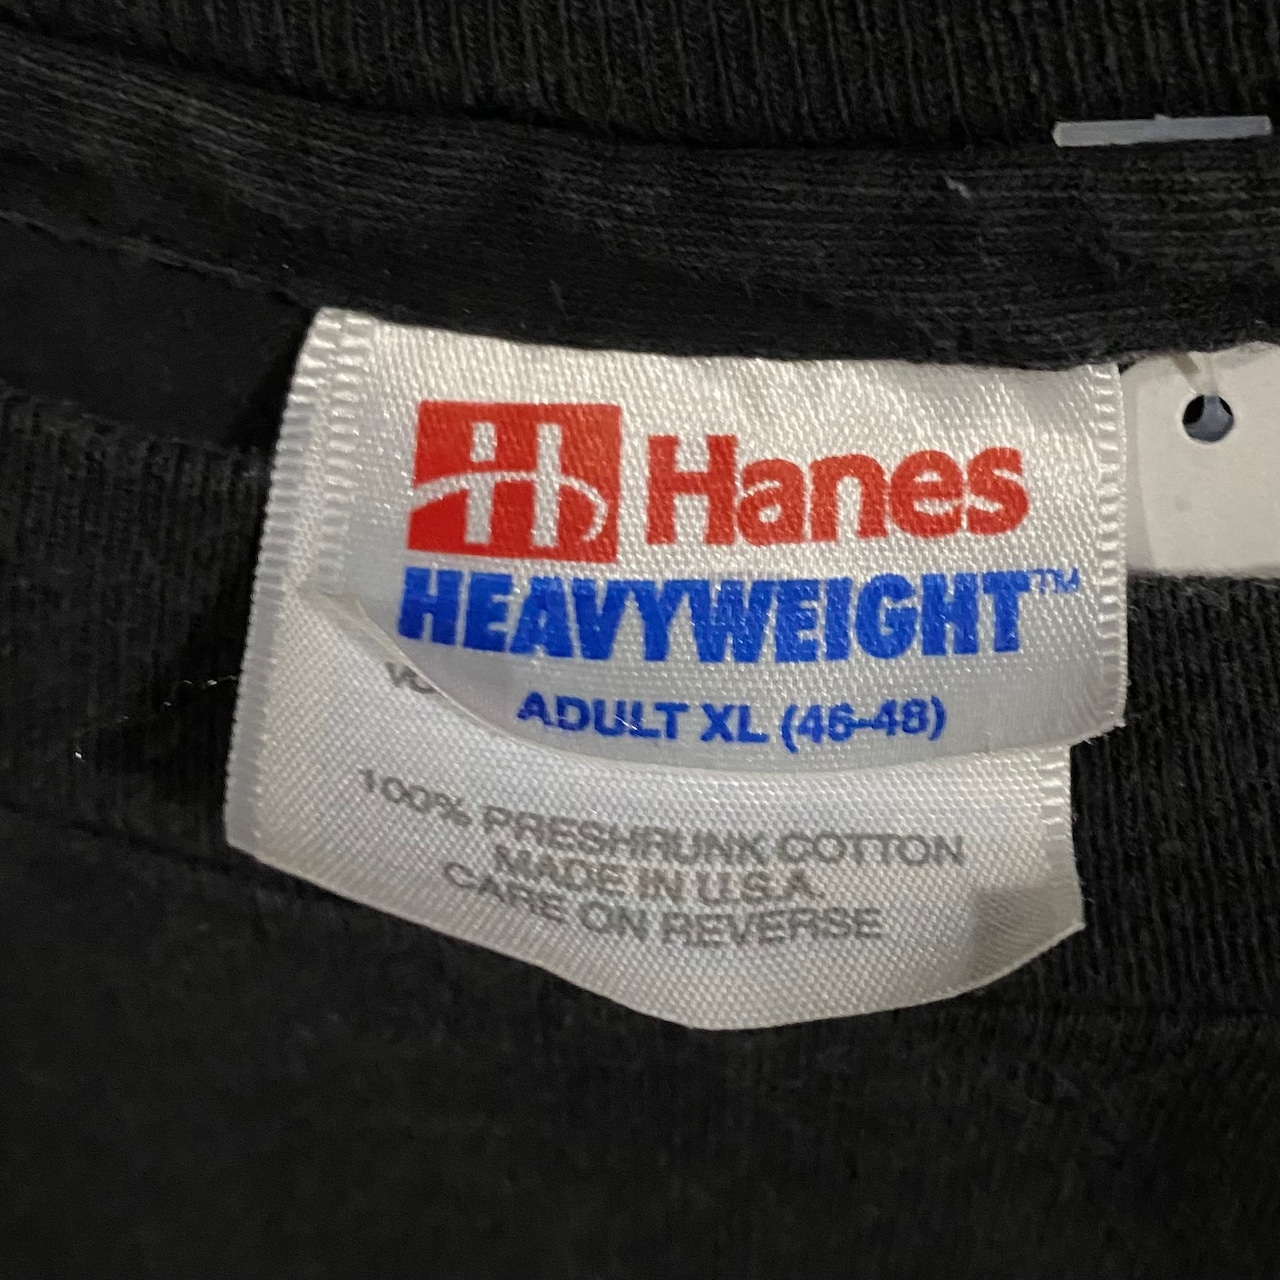 Hanes
HEAVYWEIGHT™
ADULT XL (46-48)
100% PRESHRUNK COTTON
MADE IN U.S.A.
CARE ON REVERSE